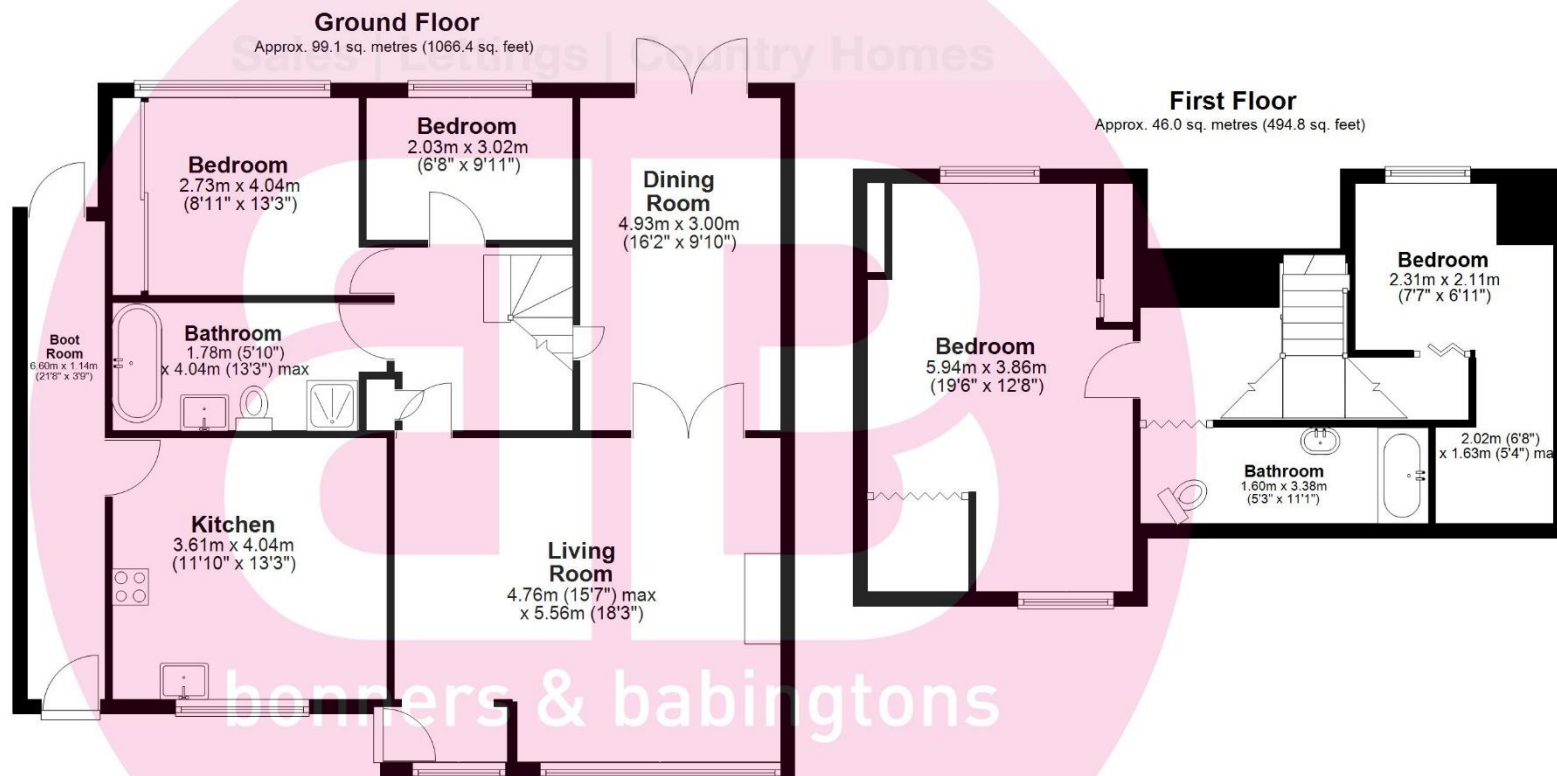 Ground Floor
Approx. 99.1 sq. metres (1066.4 sq. feet)
Sales | Lettings | Country Homes
First Floor
Approx. 46.0 sq. metres (494.8 sq. feet)
Bedroom
2.73m x 4.04m
(8'11" x 13'3")
Bedroom
2.03m x 3.02m
(6'8" x 9'11")
Dining
Room
4.93m x 3.00m
(16'2" x 9'10")
Boot
Room
6.60m x 1.14m
(21'8" x 3'9")
Bathroom
1.78m (5'10")
x 4.04m (13'3") max
Kitchen
3.61m x 4.04m
(11'10" x 13'3")
Living
Room
4.76m (15'7") max
x 5.56m (18'3")
Bedroom
5.94m x 3.86m
(19'6" x 12'8")
Bedroom
2.31m x 2.11m
(7'7" x 6'11")
Bathroom
1.60m x 3.38m
(5'3" x 11'1")
2.02m (6'8")
x 1.63m (5'4") ma
bonners & babingtons